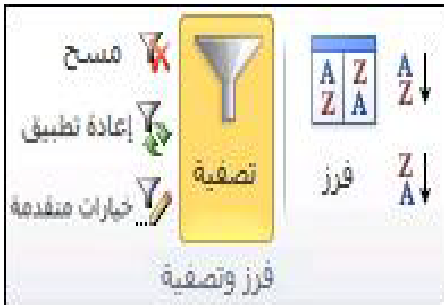 A
Z
Z
A
A Z
Z A
فرز
تصفية
مسح
إعادة تطبيق
خيارات متقدمة
فرز وتصفية